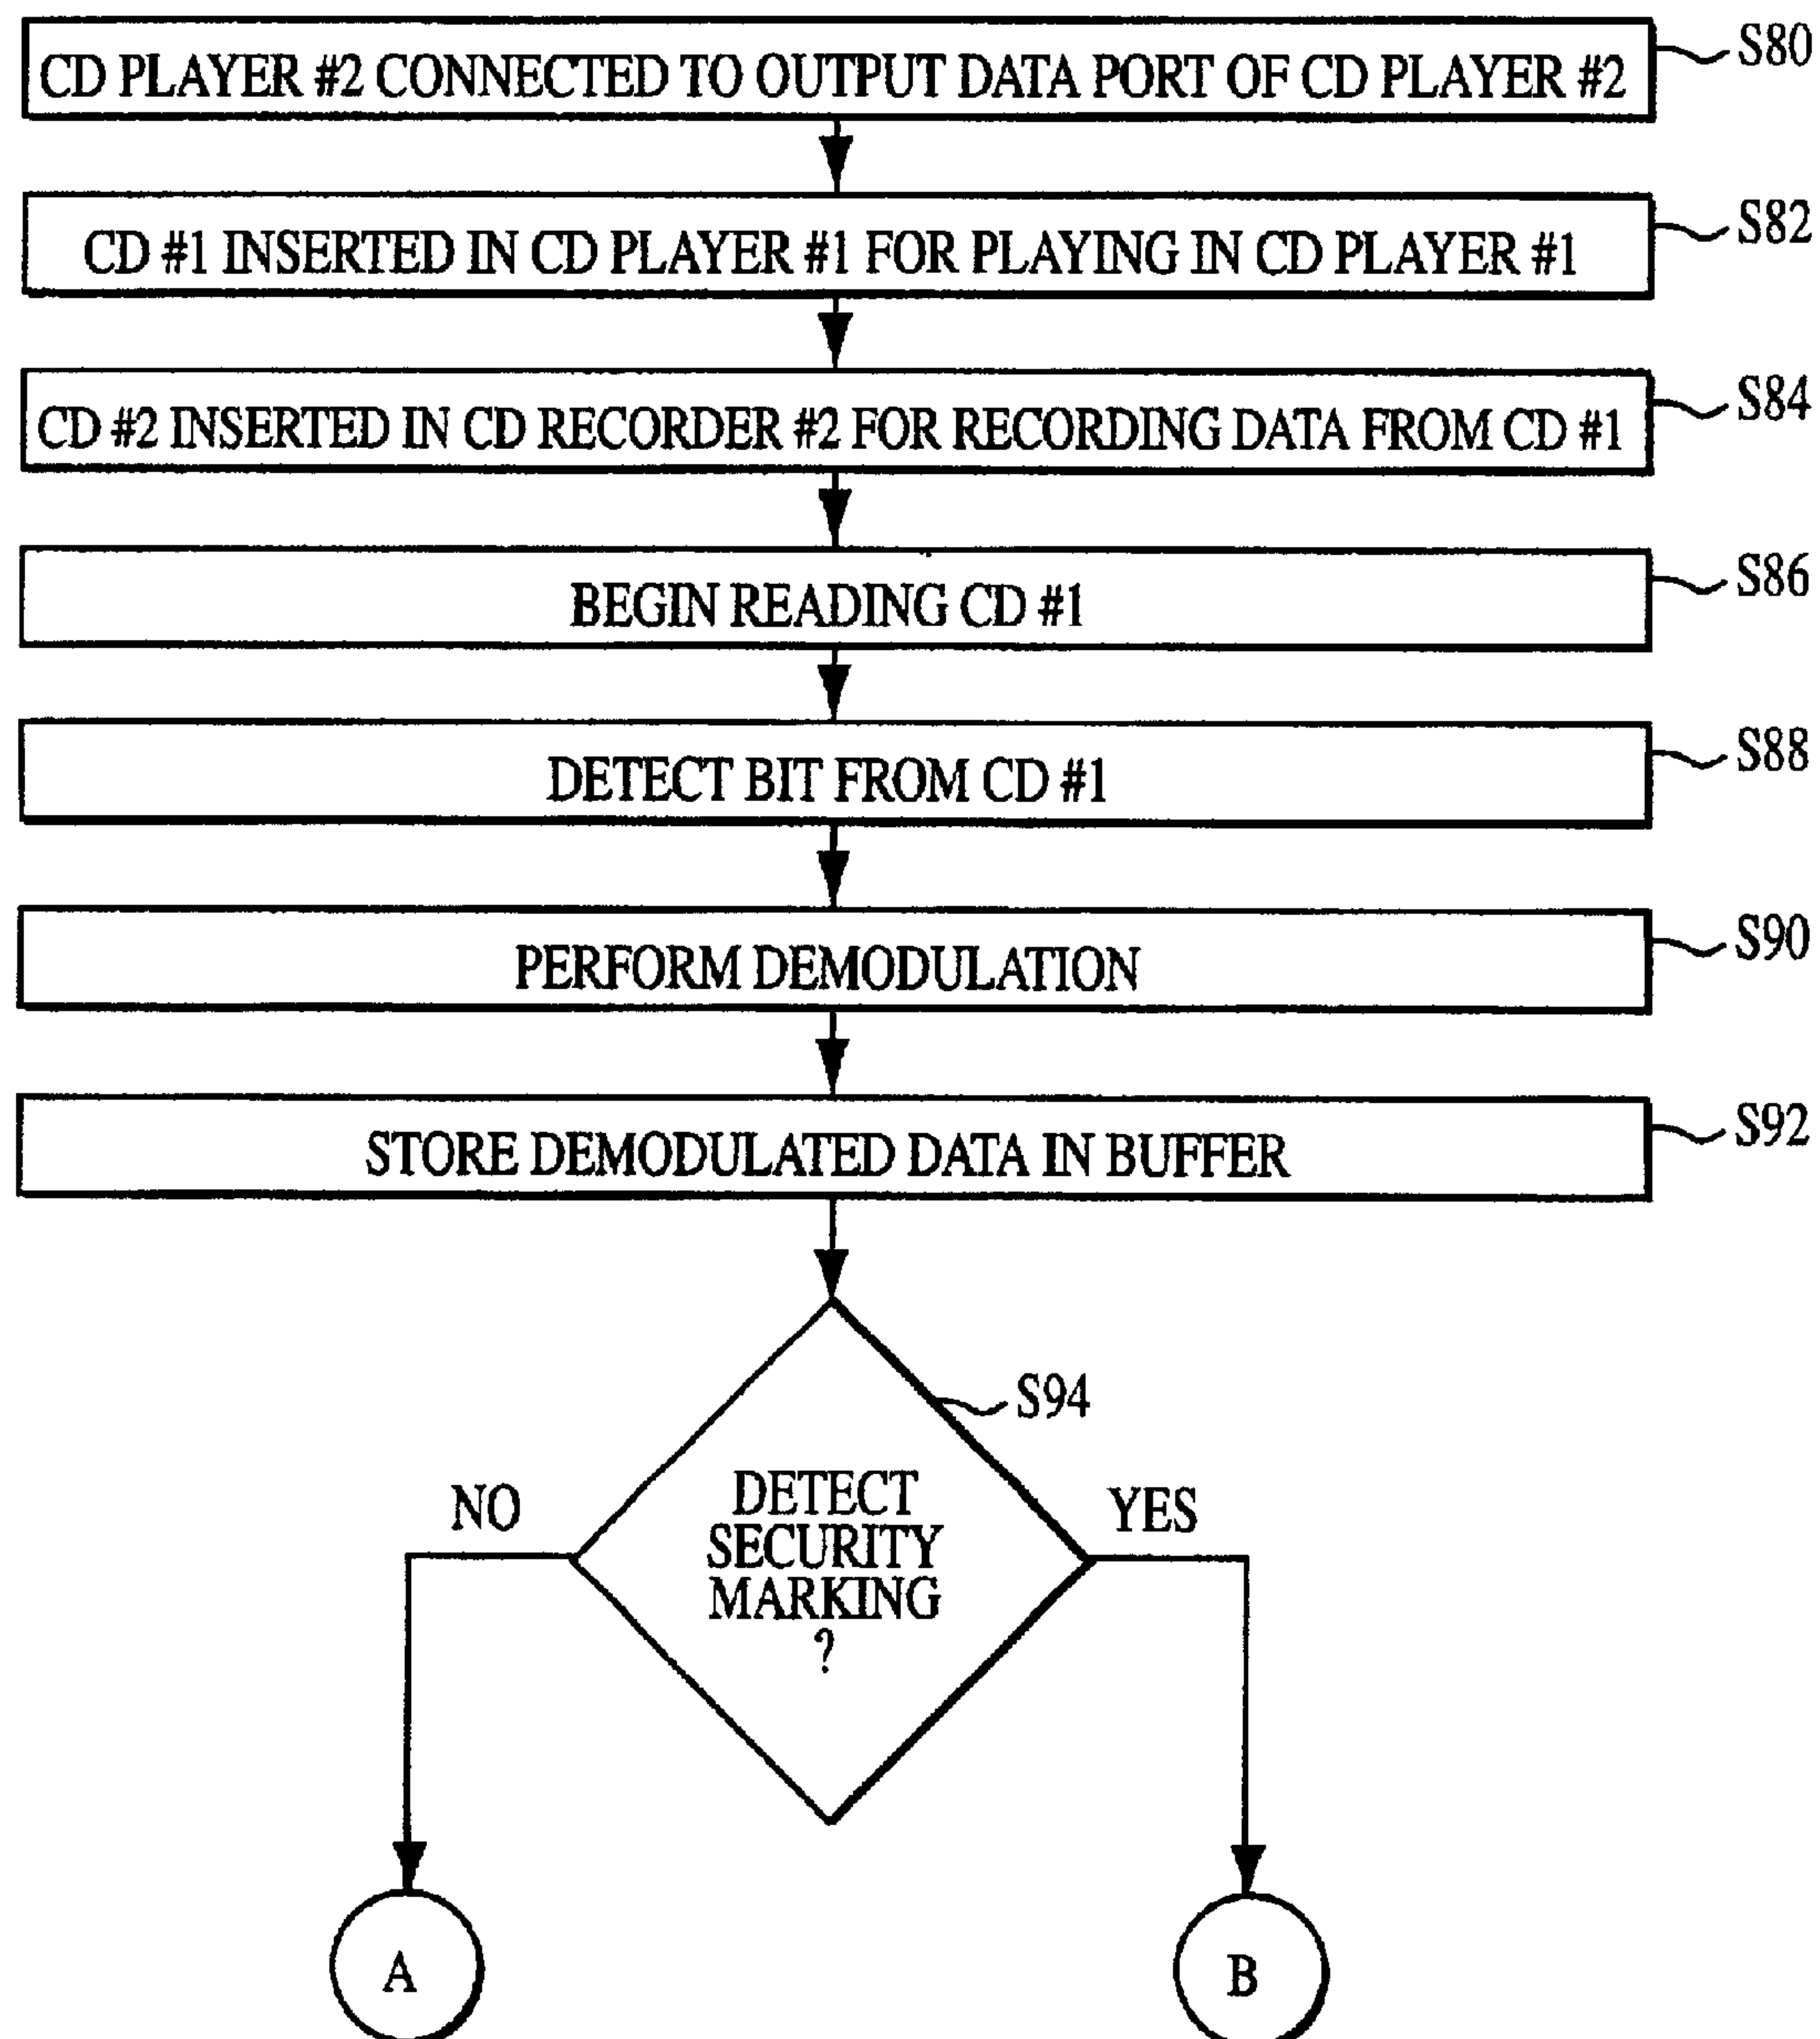 CD PLAYER #2 CONNECTED TO OUTPUT DATA PORT OF CD PLAYER #2
S80
CD #1 INSERTED IN CD PLAYER #1 FOR PLAYING IN CD PLAYER #1
S82
CD #2 INSERTED IN CD RECORDER #2 FOR RECORDING DATA FROM CD #1
S84
BEGIN READING CD #1
S86
DETECT BIT FROM CD #1
S88
PERFORM DEMODULATION
S90
STORE DEMODULATED DATA IN BUFFER
S92
S94
DETECT
SECURITY
MARKING
?
NO
YES
A
B